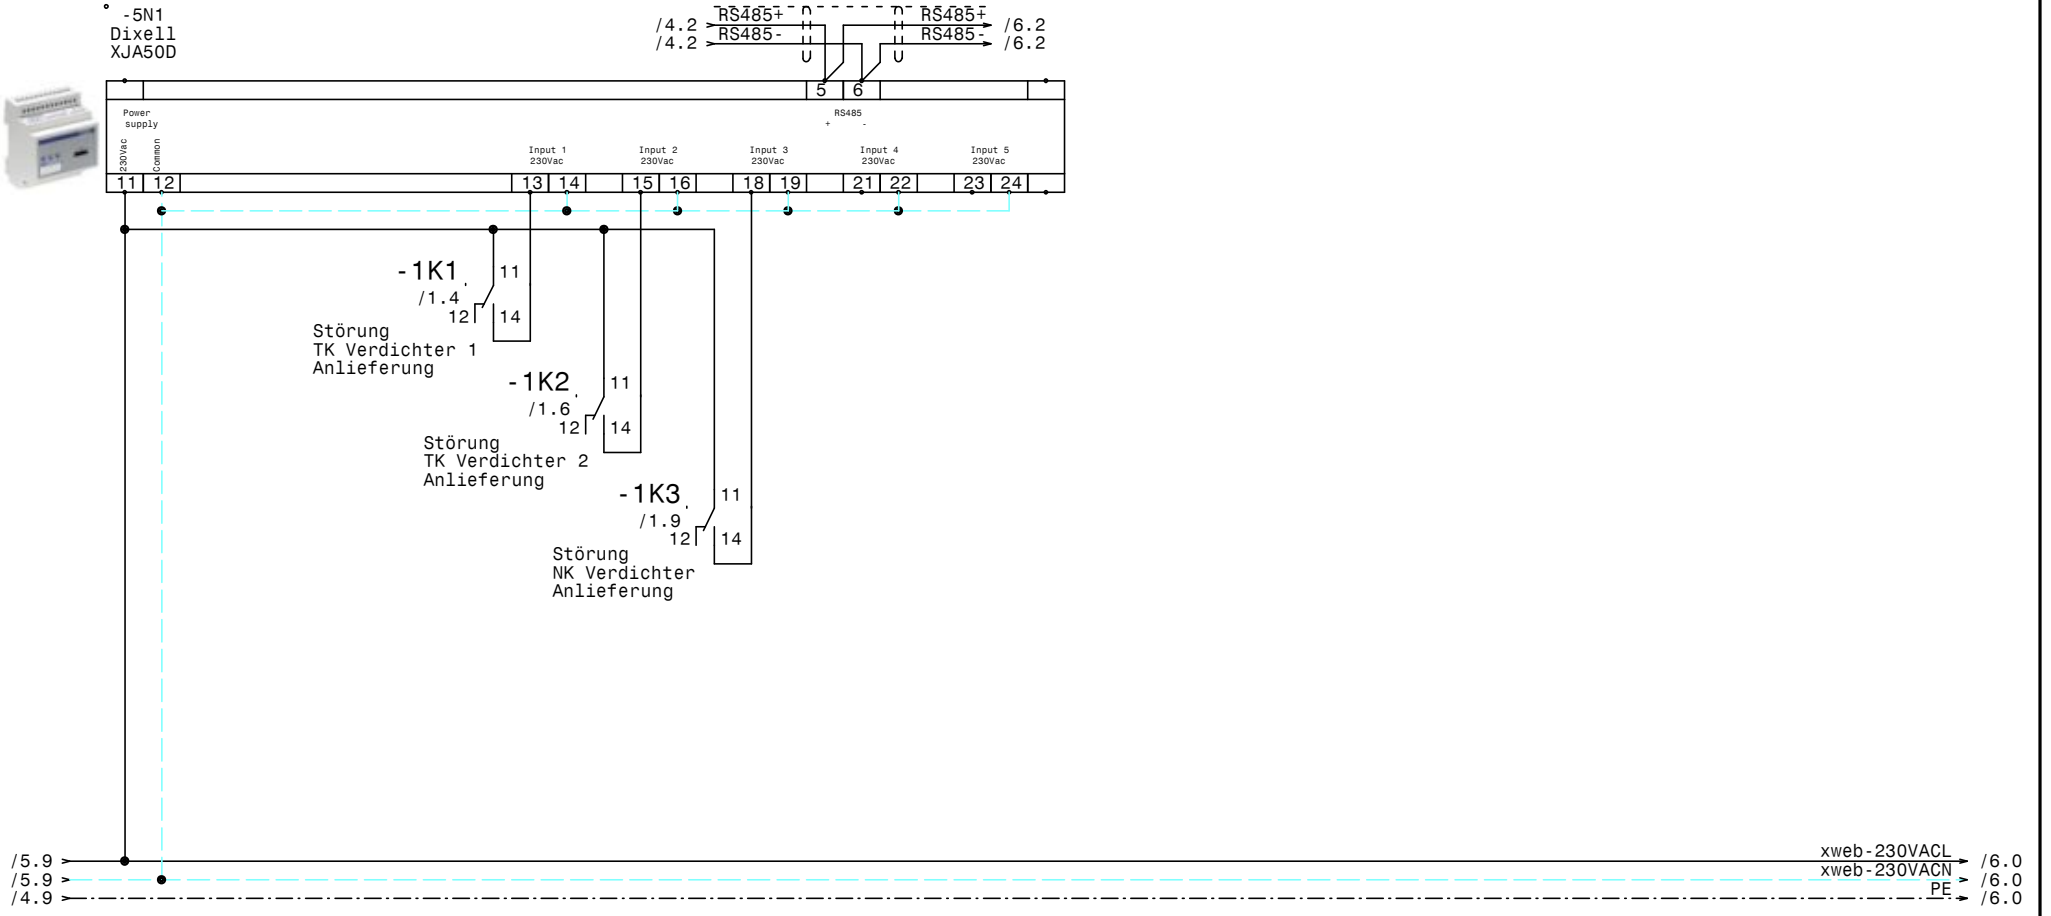 -5N1
Dixell
XJA50D
/4.2 RS485+ RS485+ /6.2
/4.2 RS485- RS485- /6.2
5 6
Power
supply
RS485
+ -
230Vac
Common
Input 1
230Vac
Input 2
230Vac
Input 3
230Vac
Input 4
230Vac
Input 5
230Vac
11 12 13 14 15 16 18 19 21 22 23 24
-1K1
/1.4
11
12 14
Störung
TK Verdichter 1
Anlieferung
-1K2
/1.6
11
12 14
Störung
TK Verdichter 2
Anlieferung
-1K3
/1.9
11
12 14
Störung
NK Verdichter
Anlieferung
/5.9 xweb-230VACL /6.0
/5.9 xweb-230VACN /6.0
/4.9 PE /6.0